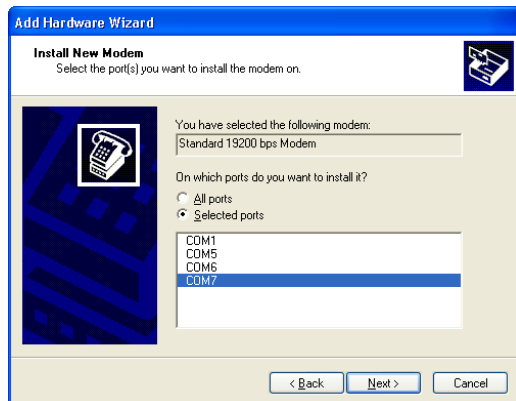 Add Hardware Wizard
Install New Modem
Select the port(s) you want to install the modem on.
You have selected the following modem:
Standard 19200 bps Modem
On which ports do you want to install it?
All ports
Selected ports
COM1
COM5
COM6
COM7
< Back
Next >
Cancel